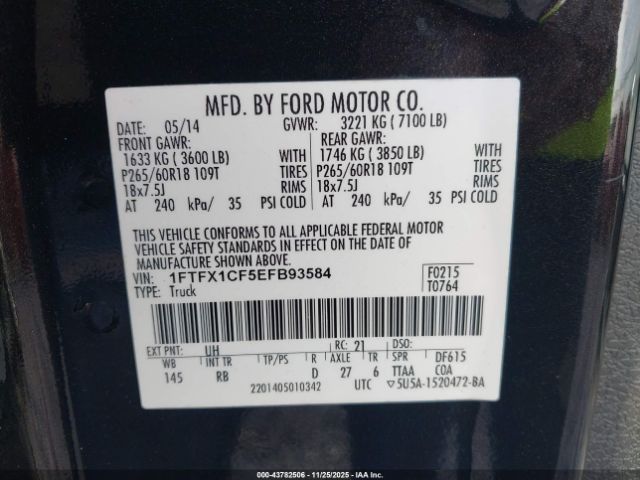 MFD. BY FORD MOTOR CO.
DATE: 05/14 GVWR: 3221 KG ( 7100 LB)
FRONT GAWR: REAR GAWR:
1633 KG ( 3600 LB) WITH 1746 KG ( 3850 LB) WITH
P265/60R18 109T TIRES P265/60R18 109T TIRES
18x7.5J RIMS 18x7.5J RIMS
AT 240 kPa/ 35 PSI COLD AT 240 kPa/ 35 PSI COLD
THIS VEHICLE CONFORMS TO ALL APPLICABLE FEDERAL MOTOR
VEHICLE SAFETY STANDARDS IN EFFECT ON THE DATE OF
MANUFACTURE SHOWN ABOVE.
VIN: 1FTFX1CF5EFB93584 F0215
TYPE: Truck T0764
EXT PNT: UH RC: 21 DSO:
WB INT TR TP/PS R AXLE TR SPR DF615
145 RB D 27 6 TTAA COA
2201405010342 UTC ▽5U5A-1520472-BA
000-43782506 - 11/25/2025 - IAA Inc.